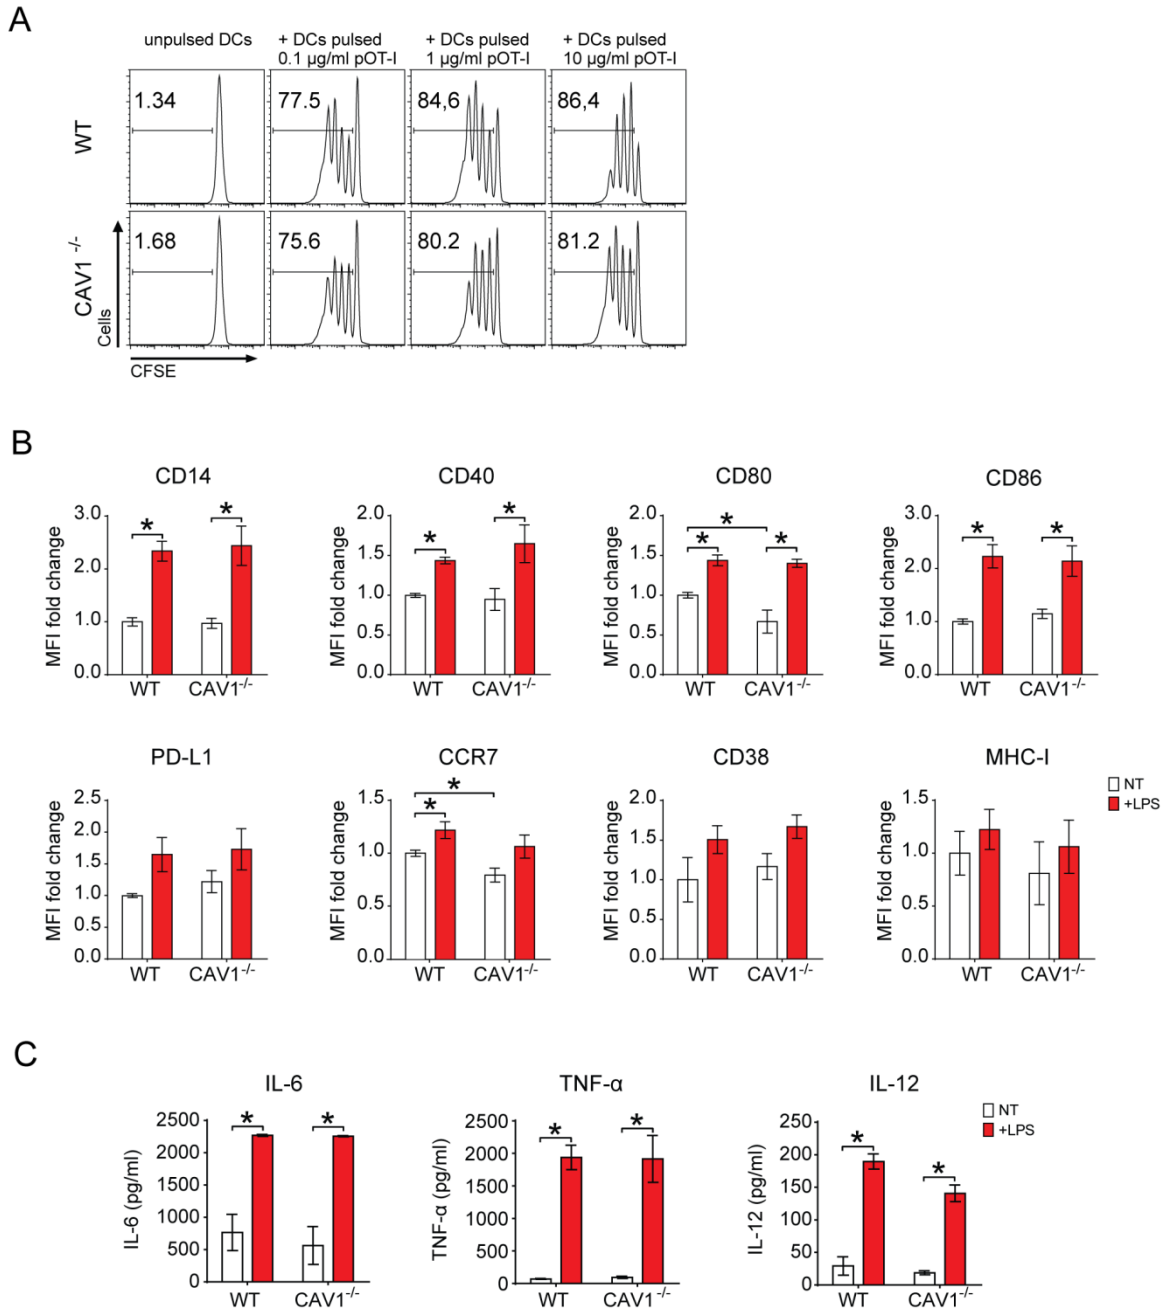 A
unpulsed DCs
+ DCs pulsed
0.1 µg/ml pOT-I
+ DCs pulsed
1 µg/ml pOT-I
+ DCs pulsed
10 µg/ml pOT-I
WT
1.34
77.5
84,6
86,4
CAV1 -/-
1.68
75.6
80.2
81.2
Cells
CFSE
B
CD14
MFI fold change
3.0
2.0
1.0
0.0
*
*
WT
CAV1-/-
CD40
MFI fold change
2.0
1.5
1.0
0.5
0.0
*
*
WT
CAV1-/-
CD80
MFI fold change
2.0
1.5
1.0
0.5
0.0
*
*
*
WT
CAV1-/-
CD86
MFI fold change
3.0
2.0
1.0
0.0
*
*
WT
CAV1-/-
PD-L1
MFI fold change
2.5
2.0
1.5
1.0
0.5
0.0
WT
CAV1-/-
CCR7
MFI fold change
1.5
1.0
0.5
0.0
*
*
WT
CAV1-/-
CD38
MFI fold change
2.0
1.5
1.0
0.5
0.0
WT
CAV1-/-
MHC-I
MFI fold change
1.5
1.0
0.5
0.0
WT
CAV1-/-
NT
+LPS
C
IL-6
IL-6 (pg/ml)
2500
2000
1500
1000
500
0
*
*
WT
CAV1-/-
TNF-α
TNF-α (pg/ml)
2500
2000
1500
1000
500
0
*
*
WT
CAV1-/-
IL-12
IL-12 (pg/ml)
250
200
150
100
50
0
*
*
WT
CAV1-/-
NT
+LPS